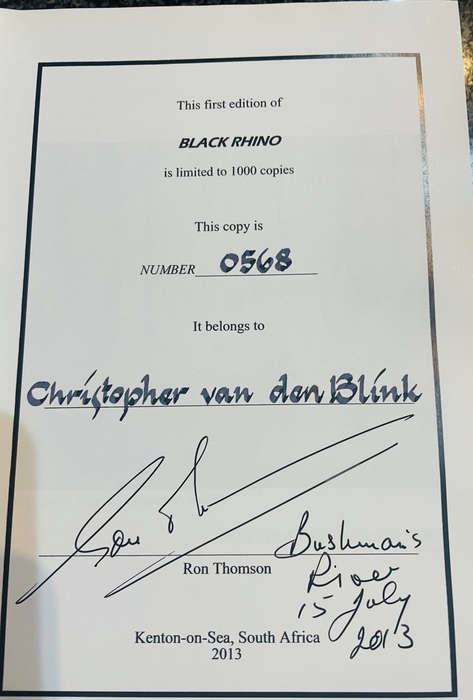 This first edition of
BLACK RHINO
is limited to 1000 copies
This copy is
NUMBER 0568
It belongs to
Christopher van den Blink
Ron Thomson
Bushman's
River
15 July
2013
Kenton-on-Sea, South Africa
2013